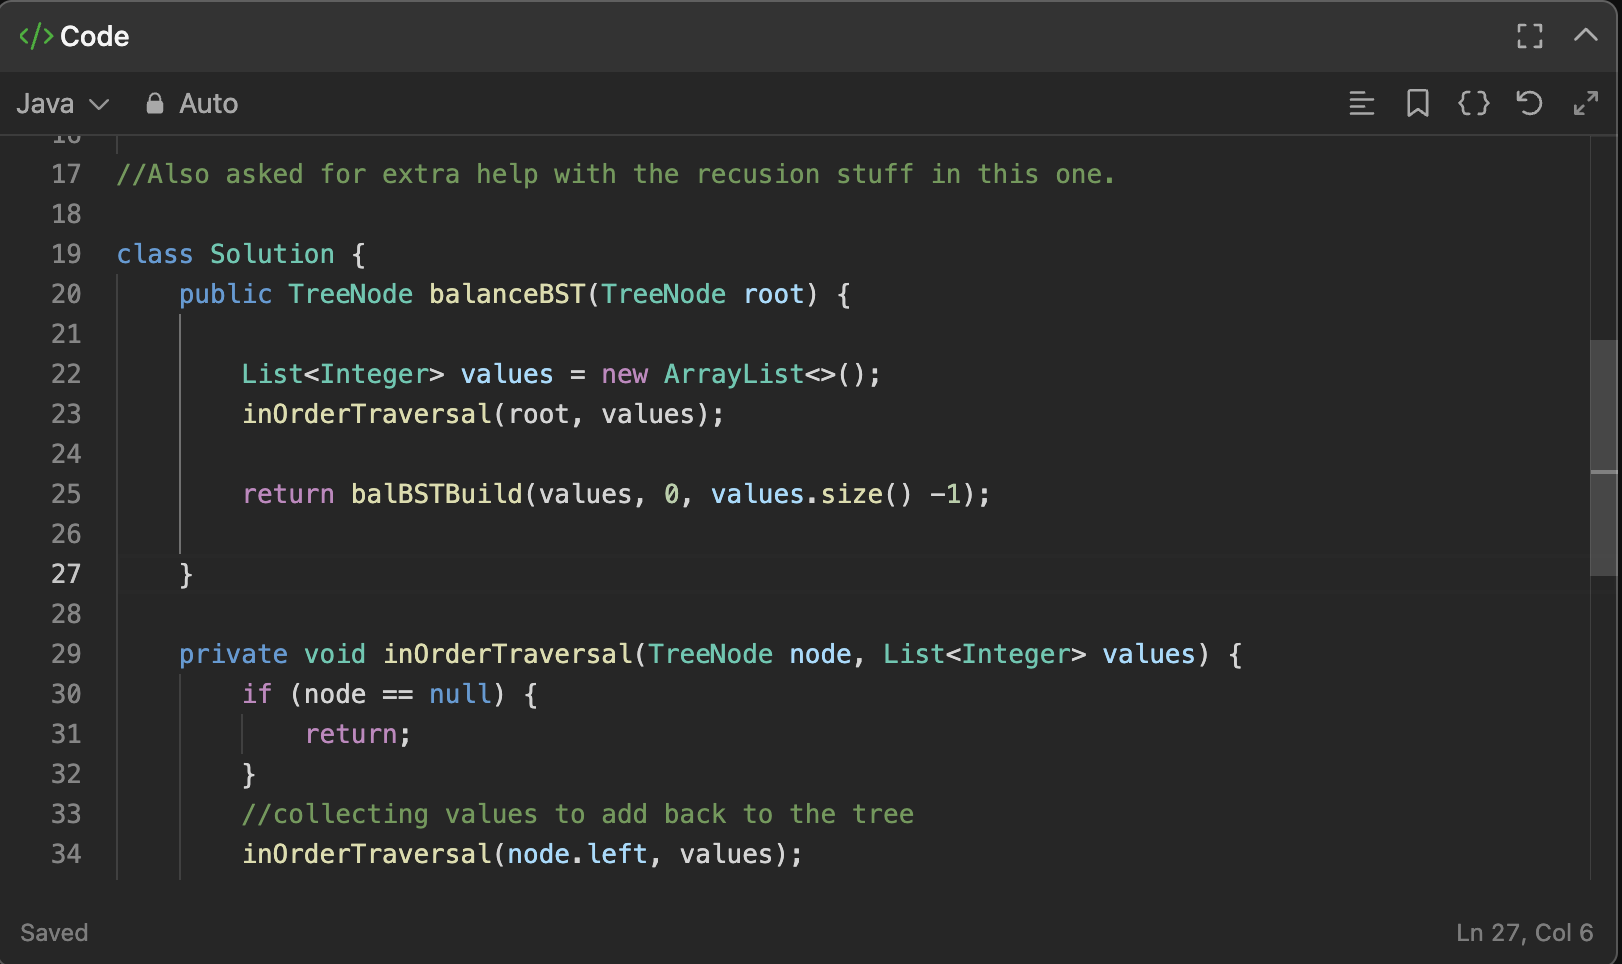 </> Code
Java Auto
16
17 //Also asked for extra help with the recusion stuff in this one.
18
19 class Solution {
20 public TreeNode balanceBST(TreeNode root) {
21
22 List<Integer> values = new ArrayList<>();
23 inOrderTraversal(root, values);
24
25 return balBSTBuild(values, 0, values.size() -1);
26
27 }
28
29 private void inOrderTraversal(TreeNode node, List<Integer> values) {
30 if (node == null) {
31 return;
32 }
33 //collecting values to add back to the tree
34 inOrderTraversal(node.left, values);
Saved Ln 27, Col 6